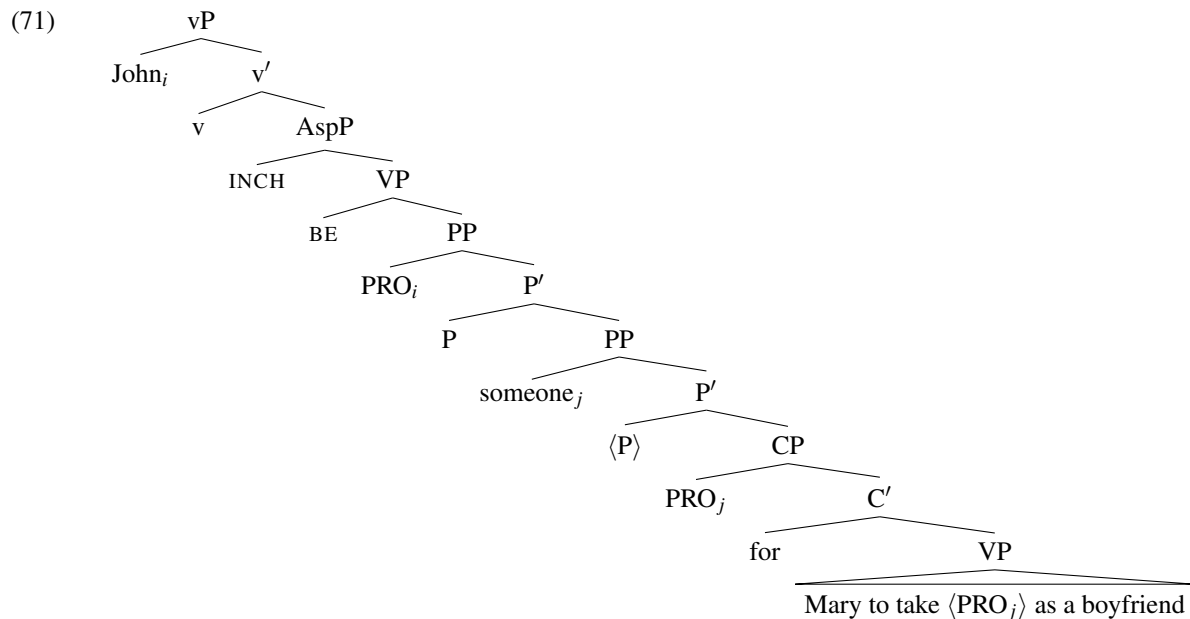 (71) vP
John_i v′
v AspP
INCH VP
BE PP
PRO_i P′
P PP
someone_j P′
⟨P⟩ CP
PRO_j C′
for VP
Mary to take ⟨PRO_j⟩ as a boyfriend